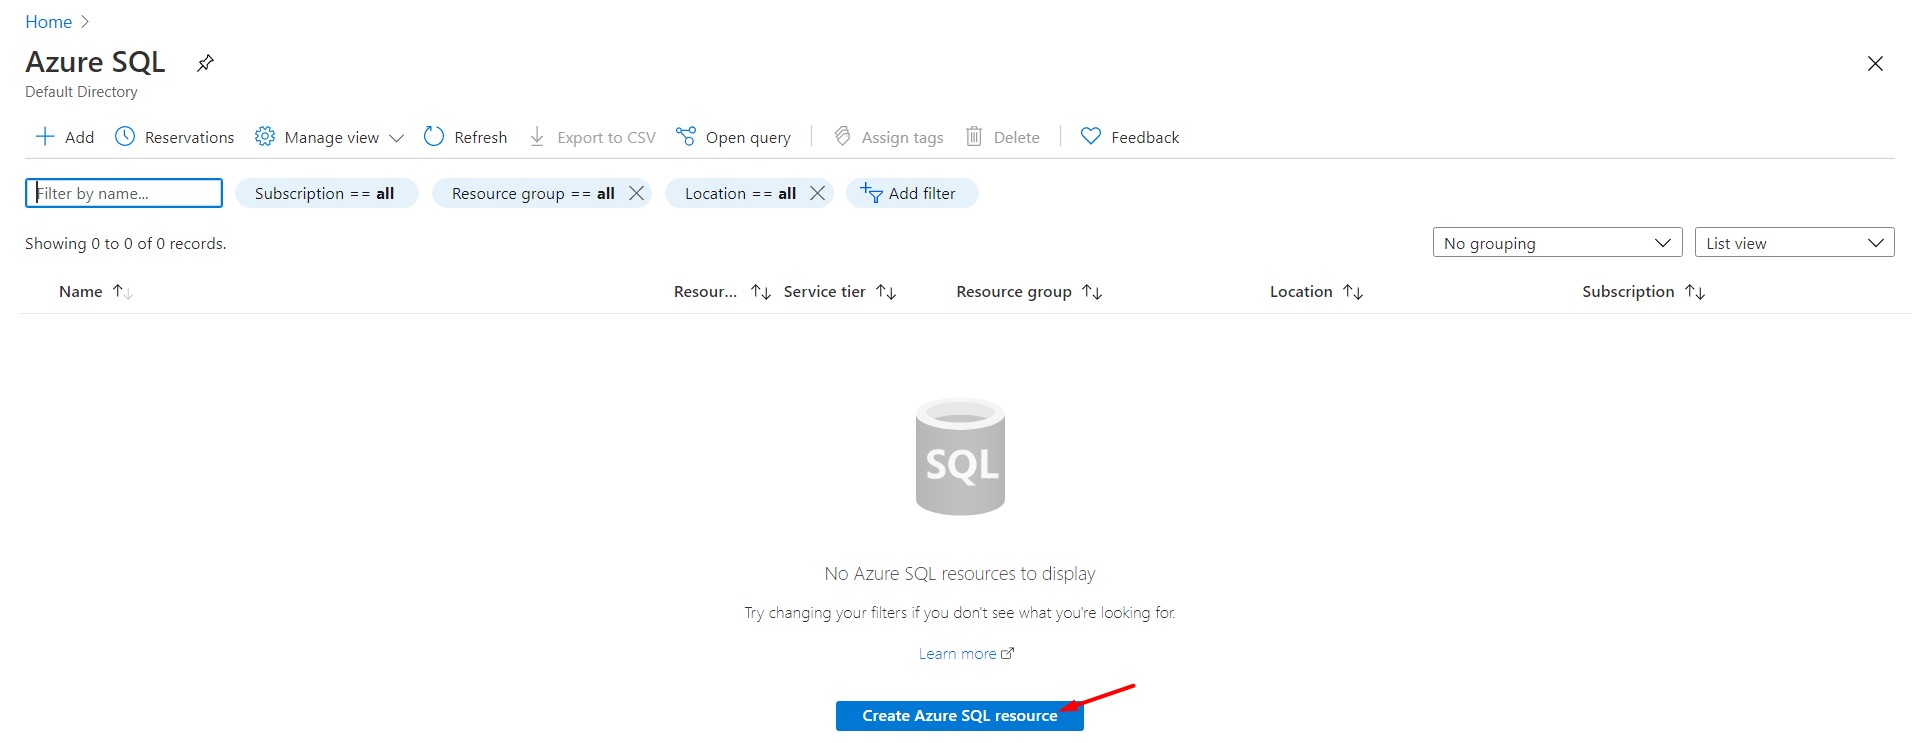 Home
Azure SQL
Default Directory
Add Reservations Manage view Refresh Export to CSV Open query Assign tags Delete Feedback
Filter by name... Subscription == all Resource group == all Location == all Add filter
Showing 0 to 0 of 0 records. No grouping List view
Name Resour... Service tier Resource group Location Subscription
SQL
No Azure SQL resources to display
Try changing your filters if you don't see what you're looking for.
Learn more
Create Azure SQL resource